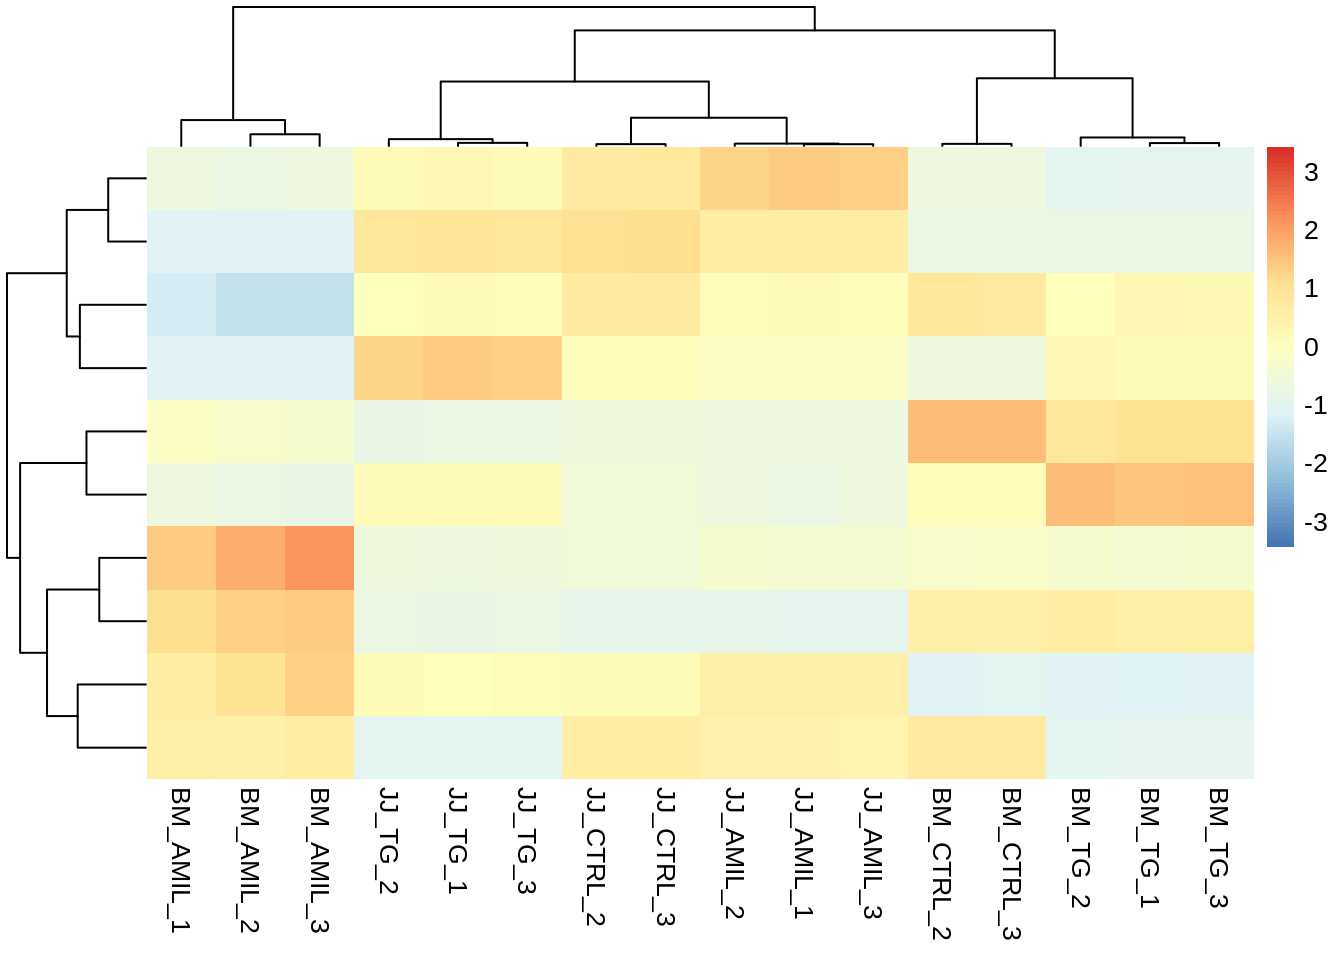 3
2
1
0
-1
-2
-3
BM_AMIL_1
BM_AMIL_2
BM_AMIL_3
JJ_TG_2
JJ_TG_1
JJ_TG_3
JJ_CTRL_2
JJ_CTRL_3
JJ_AMIL_2
JJ_AMIL_1
JJ_AMIL_3
BM_CTRL_2
BM_CTRL_3
BM_TG_2
BM_TG_1
BM_TG_3